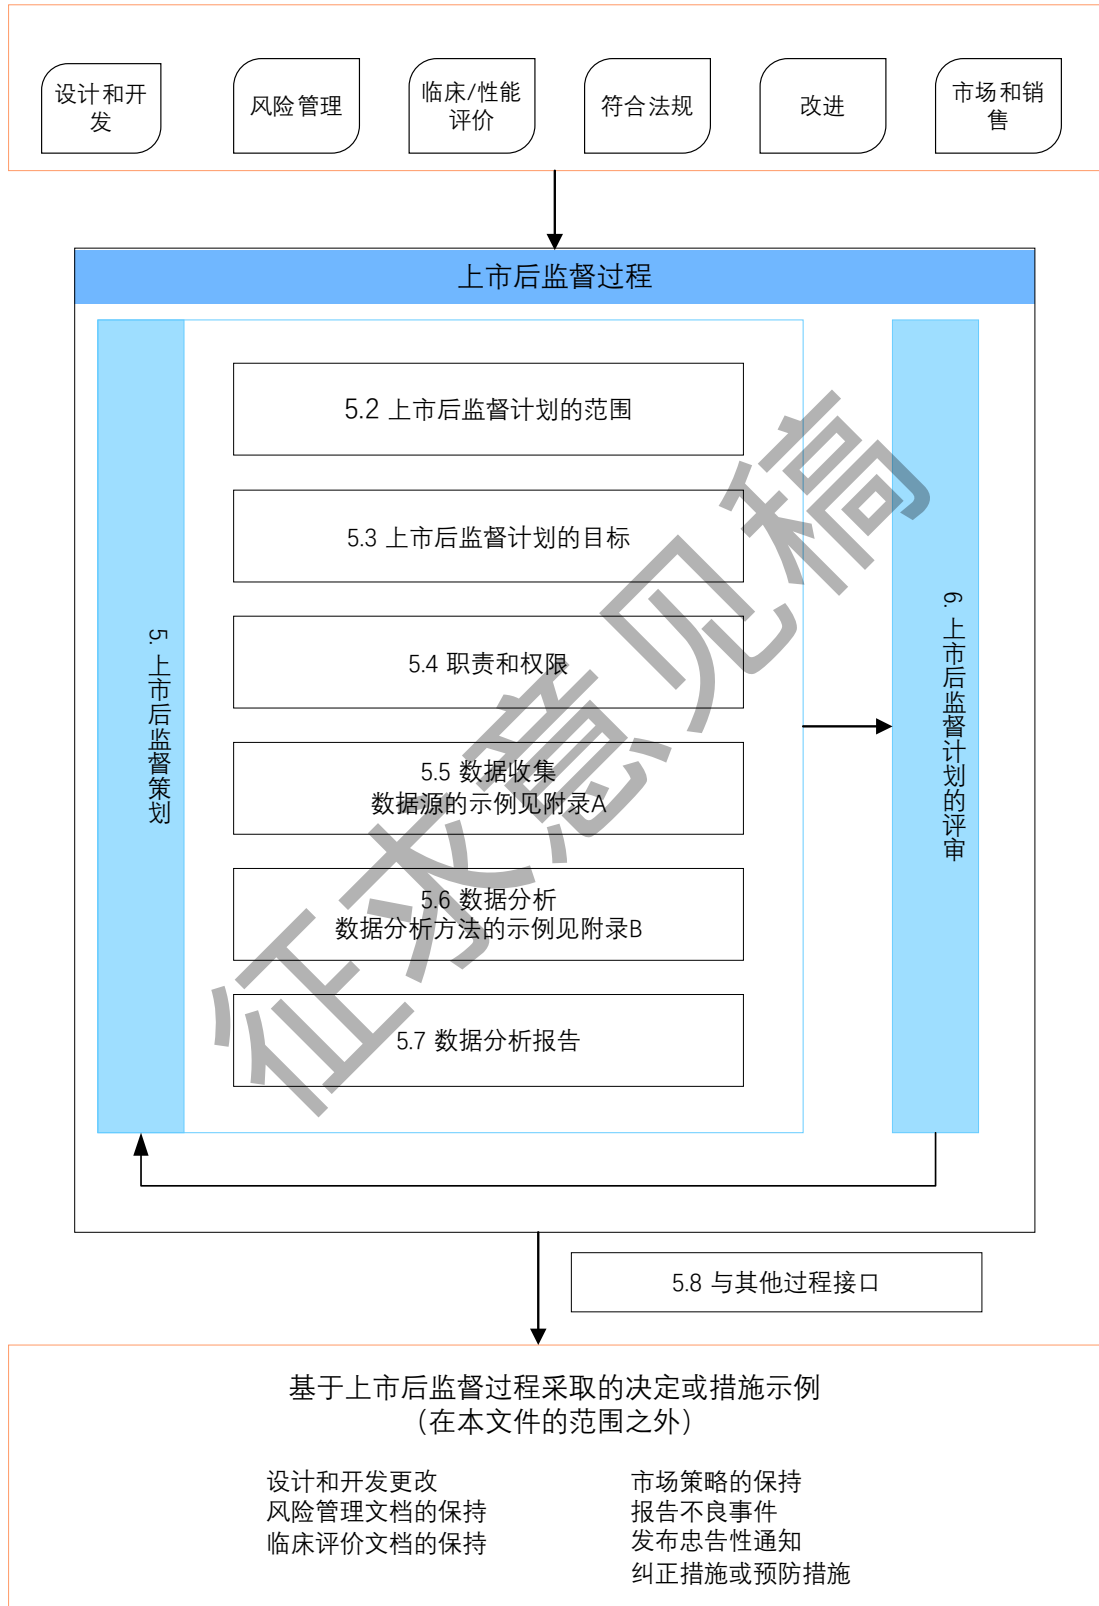 设计和开
发
风险管理
临床/性能
评价
符合法规
改进
市场和销
售
上市后监督过程
5. 上市后监督策划
5.2 上市后监督计划的范围
5.3 上市后监督计划的目标
5.4 职责和权限
5.5 数据收集
数据源的示例见附录A
5.6 数据分析
数据分析方法的示例见附录B
5.7 数据分析报告
6. 上市后监督计划的评审
征求意见稿
5.8 与其他过程接口
基于上市后监督过程采取的决定或措施示例
（在本文件的范围之外）
设计和开发更改
风险管理文档的保持
临床评价文档的保持
市场策略的保持
报告不良事件
发布忠告性通知
纠正措施或预防措施